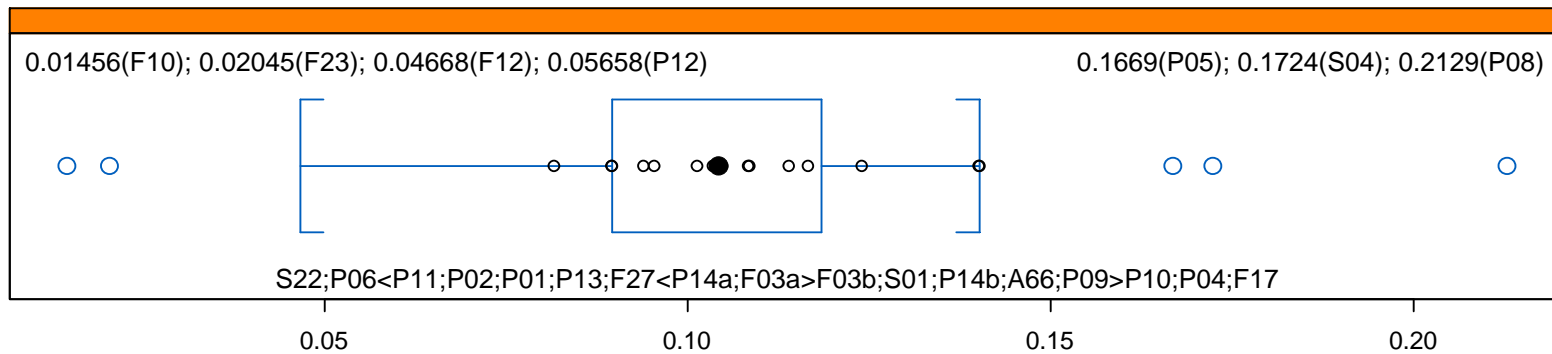 0.01456(F10); 0.02045(F23); 0.04668(F12); 0.05658(P12)
0.1669(P05); 0.1724(S04); 0.2129(P08)
S22;P06<P11;P02;P01;P13;F27<P14a;F03a>F03b;S01;P14b;A66;P09>P10;P04;F17
0.05
0.10
0.15
0.20